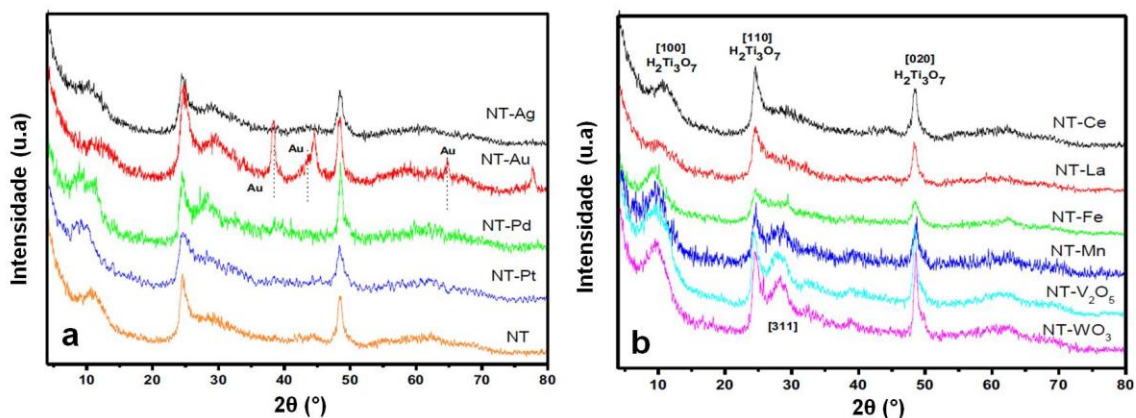 a
Intensidade (u.a)
NT-Ag
NT-Au
Au
Au
Au
NT-Pd
NT-Pt
NT
10 20 30 40 50 60 70 80
2θ (°)
b
Intensidade (u.a)
[100]
H₂Ti₃O₇
[110]
H₂Ti₃O₇
[020]
H₂Ti₃O₇
NT-Ce
NT-La
NT-Fe
NT-Mn
NT-V₂O₅
[311]
NT-WO₃
10 20 30 40 50 60 70 80
2θ (°)